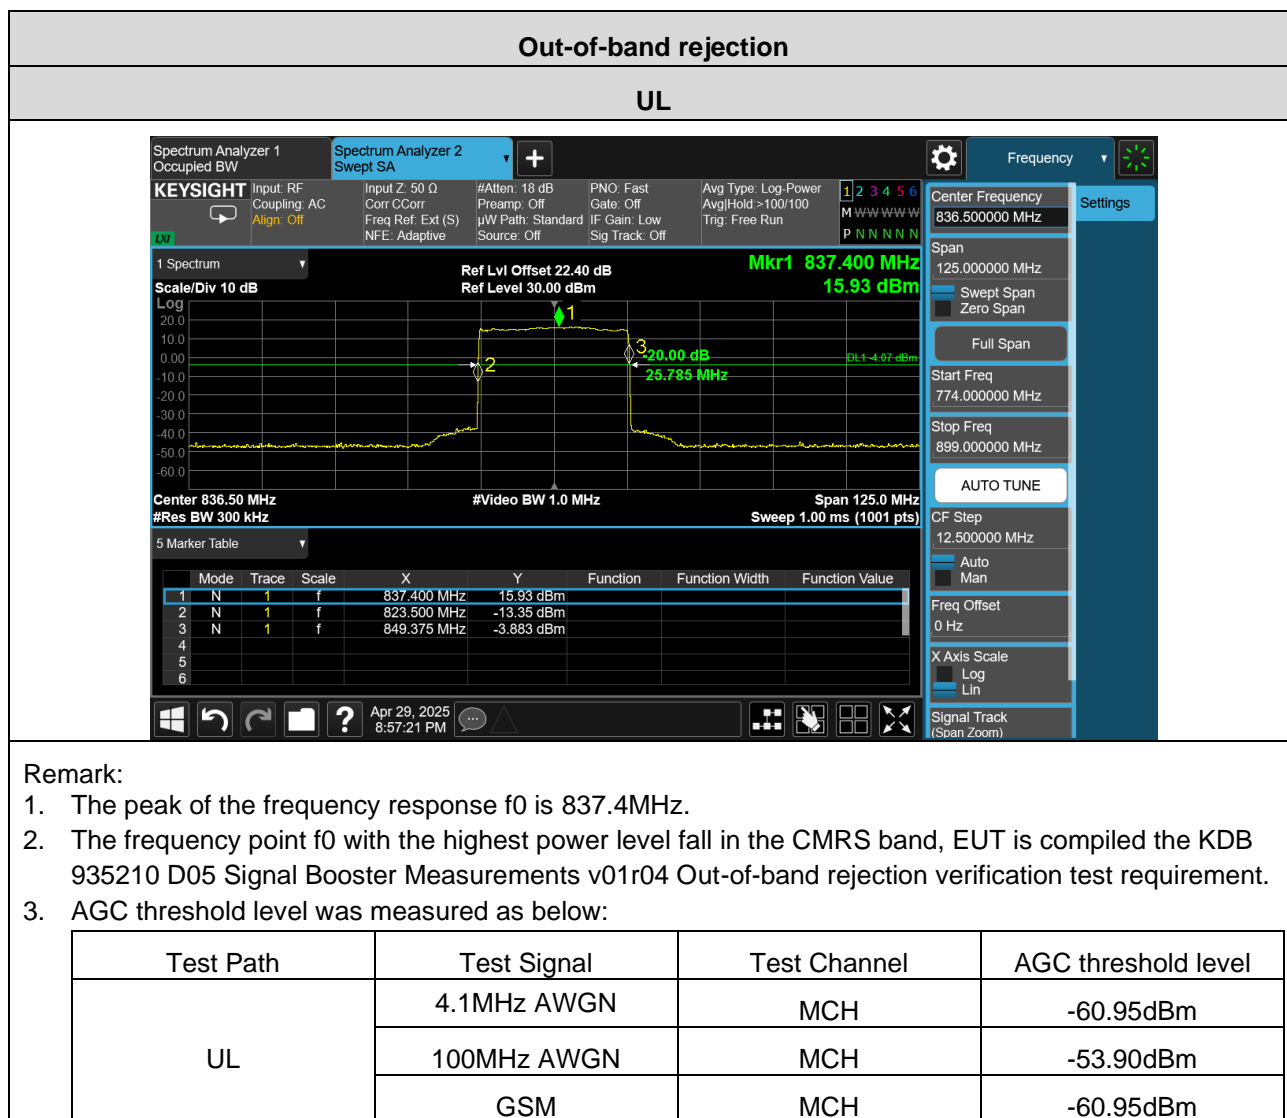 Out-of-band rejection
UL
Spectrum Analyzer 1
Occupied BW
Spectrum Analyzer 2
Swept SA
Frequency
KEYSIGHT
Input: RF
Coupling: AC
Align: Off
Input Z: 50 Ω
Corr CCorr
Freq Ref: Ext (S)
NFE: Adaptive
#Atten: 18 dB
Preamp: Off
µW Path: Standard
Source: Off
PNO: Fast
Gate: Off
IF Gain: Low
Sig Track: Off
Avg Type: Log-Power
Avg|Hold:>100/100
Trig: Free Run
1 2 3 4 5 6
M W W W W W
P N N N N N
LXI
1 Spectrum
Scale/Div 10 dB
Ref Lvl Offset 22.40 dB
Ref Level 30.00 dBm
Mkr1 837.400 MHz
15.93 dBm
Log
20.0
10.0
0.00
-10.0
-20.0
-30.0
-40.0
-50.0
-60.0
1
2
3
-20.00 dB
25.785 MHz
DL1 -4.07 dBm
Center 836.50 MHz
#Video BW 1.0 MHz
Span 125.0 MHz
#Res BW 300 kHz
Sweep 1.00 ms (1001 pts)
5 Marker Table
Mode Trace Scale X Y Function Function Width Function Value
1 N 1 f 837.400 MHz 15.93 dBm
2 N 1 f 823.500 MHz -13.35 dBm
3 N 1 f 849.375 MHz -3.883 dBm
4
5
6
Apr 29, 2025
8:57:21 PM
Center Frequency
836.500000 MHz
Settings
Span
125.000000 MHz
Swept Span
Zero Span
Full Span
Start Freq
774.000000 MHz
Stop Freq
899.000000 MHz
AUTO TUNE
CF Step
12.500000 MHz
Auto
Man
Freq Offset
0 Hz
X Axis Scale
Log
Lin
Signal Track
(Span Zoom)
Remark:
1. The peak of the frequency response f0 is 837.4MHz.
2. The frequency point f0 with the highest power level fall in the CMRS band, EUT is compiled the KDB
935210 D05 Signal Booster Measurements v01r04 Out-of-band rejection verification test requirement.
3. AGC threshold level was measured as below:
Test Path Test Signal Test Channel AGC threshold level
UL
4.1MHz AWGN MCH -60.95dBm
100MHz AWGN MCH -53.90dBm
GSM MCH -60.95dBm